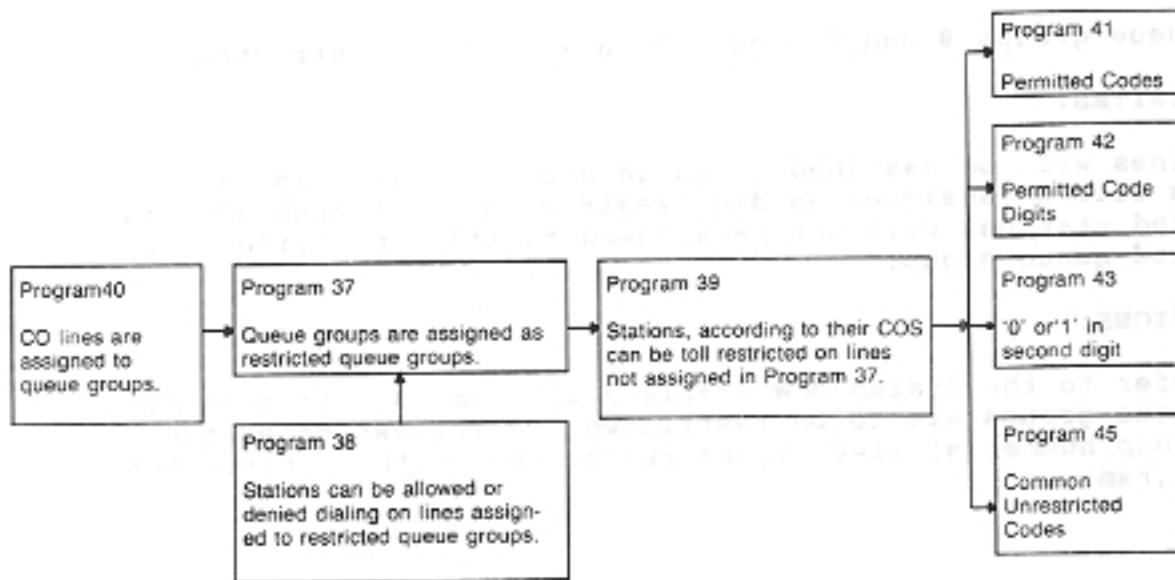 Program 41
Permitted Codes
Program 42
Permitted Code
Digits
Program40
CO lines are
assigned to
queue groups.
Program 37
Queue groups are assigned as
restricted queue groups.
Program 39
Stations, according to their COS
can be toll restricted on lines
not assigned in Program 37.
Program 43
'0' or '1' in
second digit
Program 38
Stations can be allowed or
denied dialing on lines assign-
ed to restricted queue groups.
Program 45
Common
Unrestricted
Codes